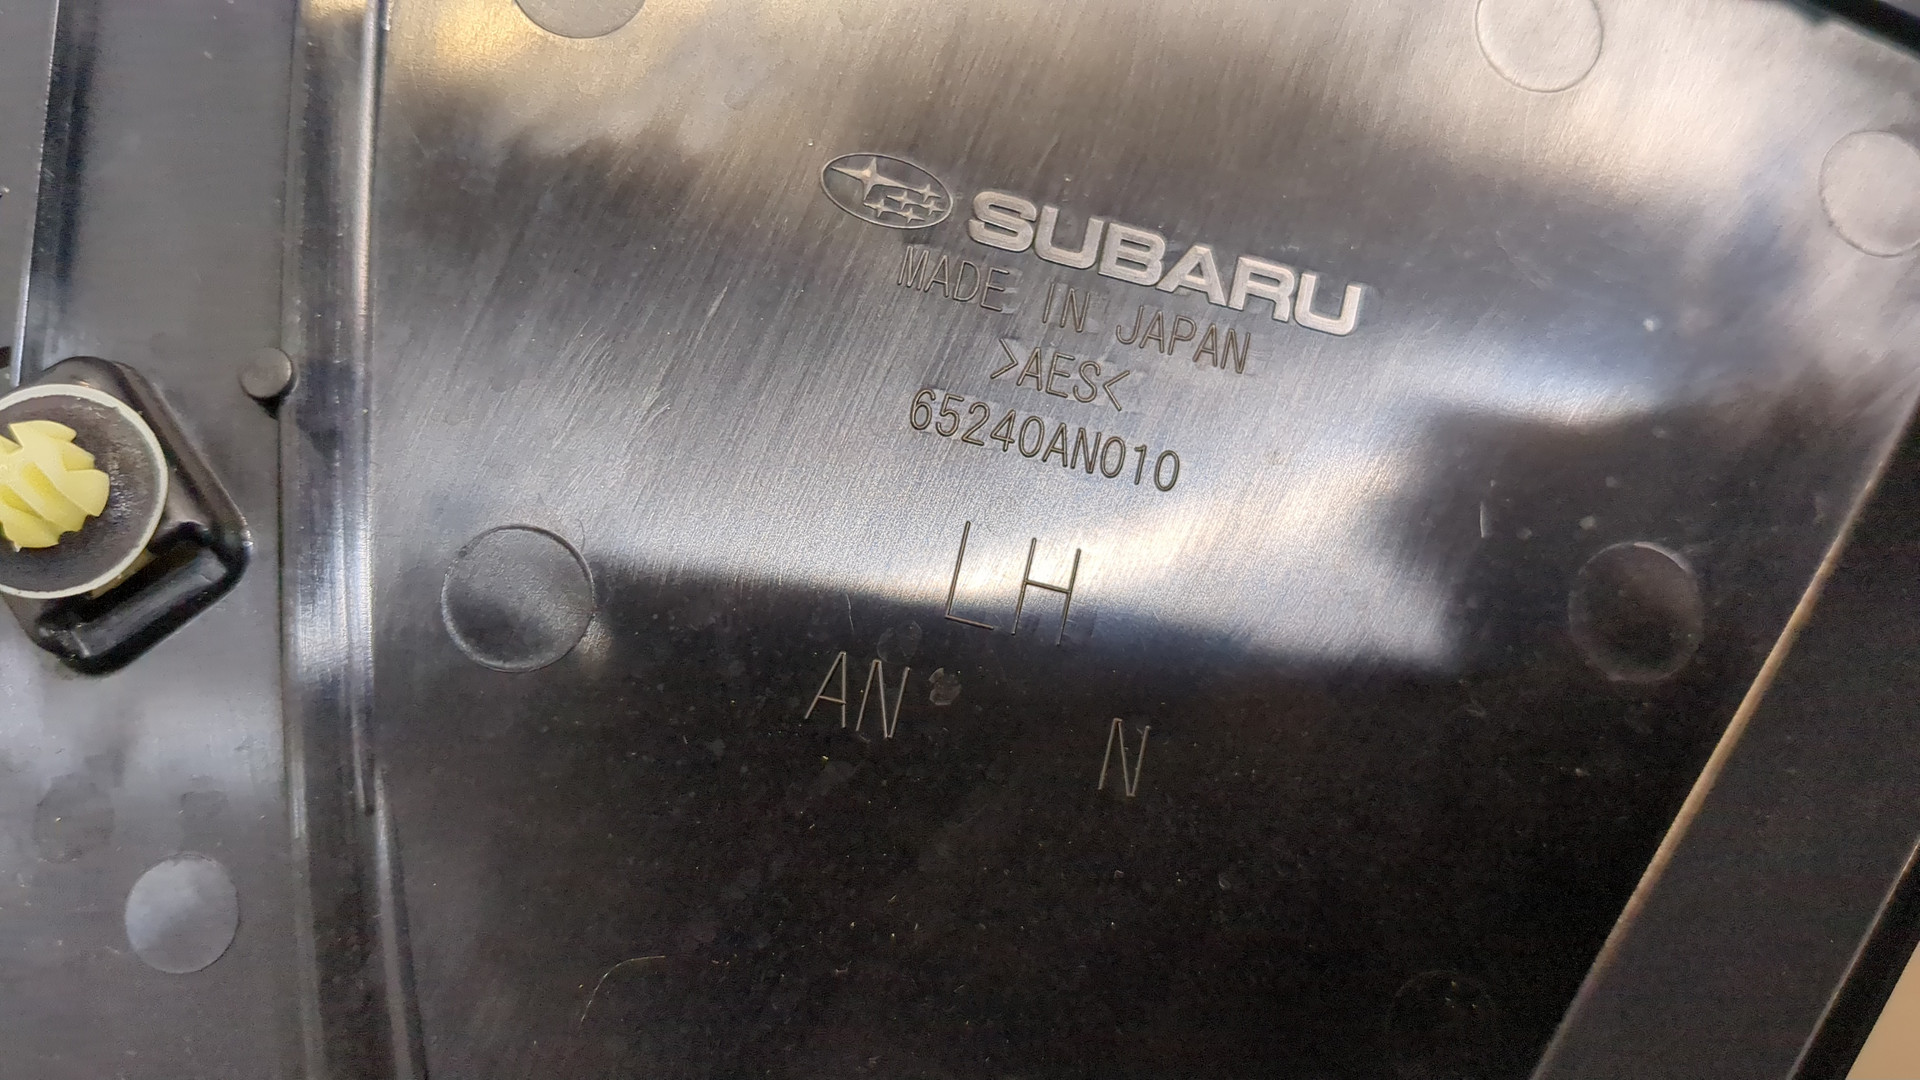 SUBARU
MADE IN JAPAN
>AES<
65240AN010
LH
AN
N